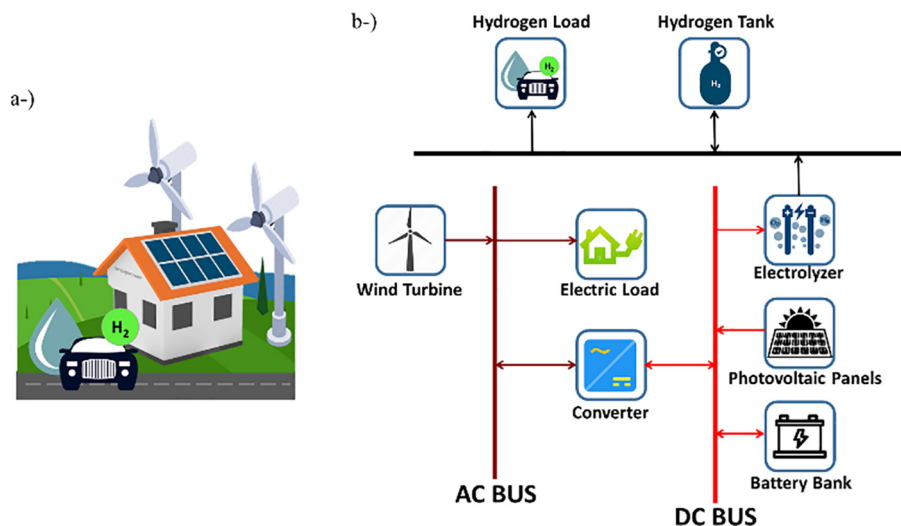 a-)
H₂
b-)
Hydrogen Load
Hydrogen Tank
H₂
H₂
Wind Turbine
Electric Load
Electrolyzer
Converter
Photovoltaic Panels
Battery Bank
AC BUS
DC BUS